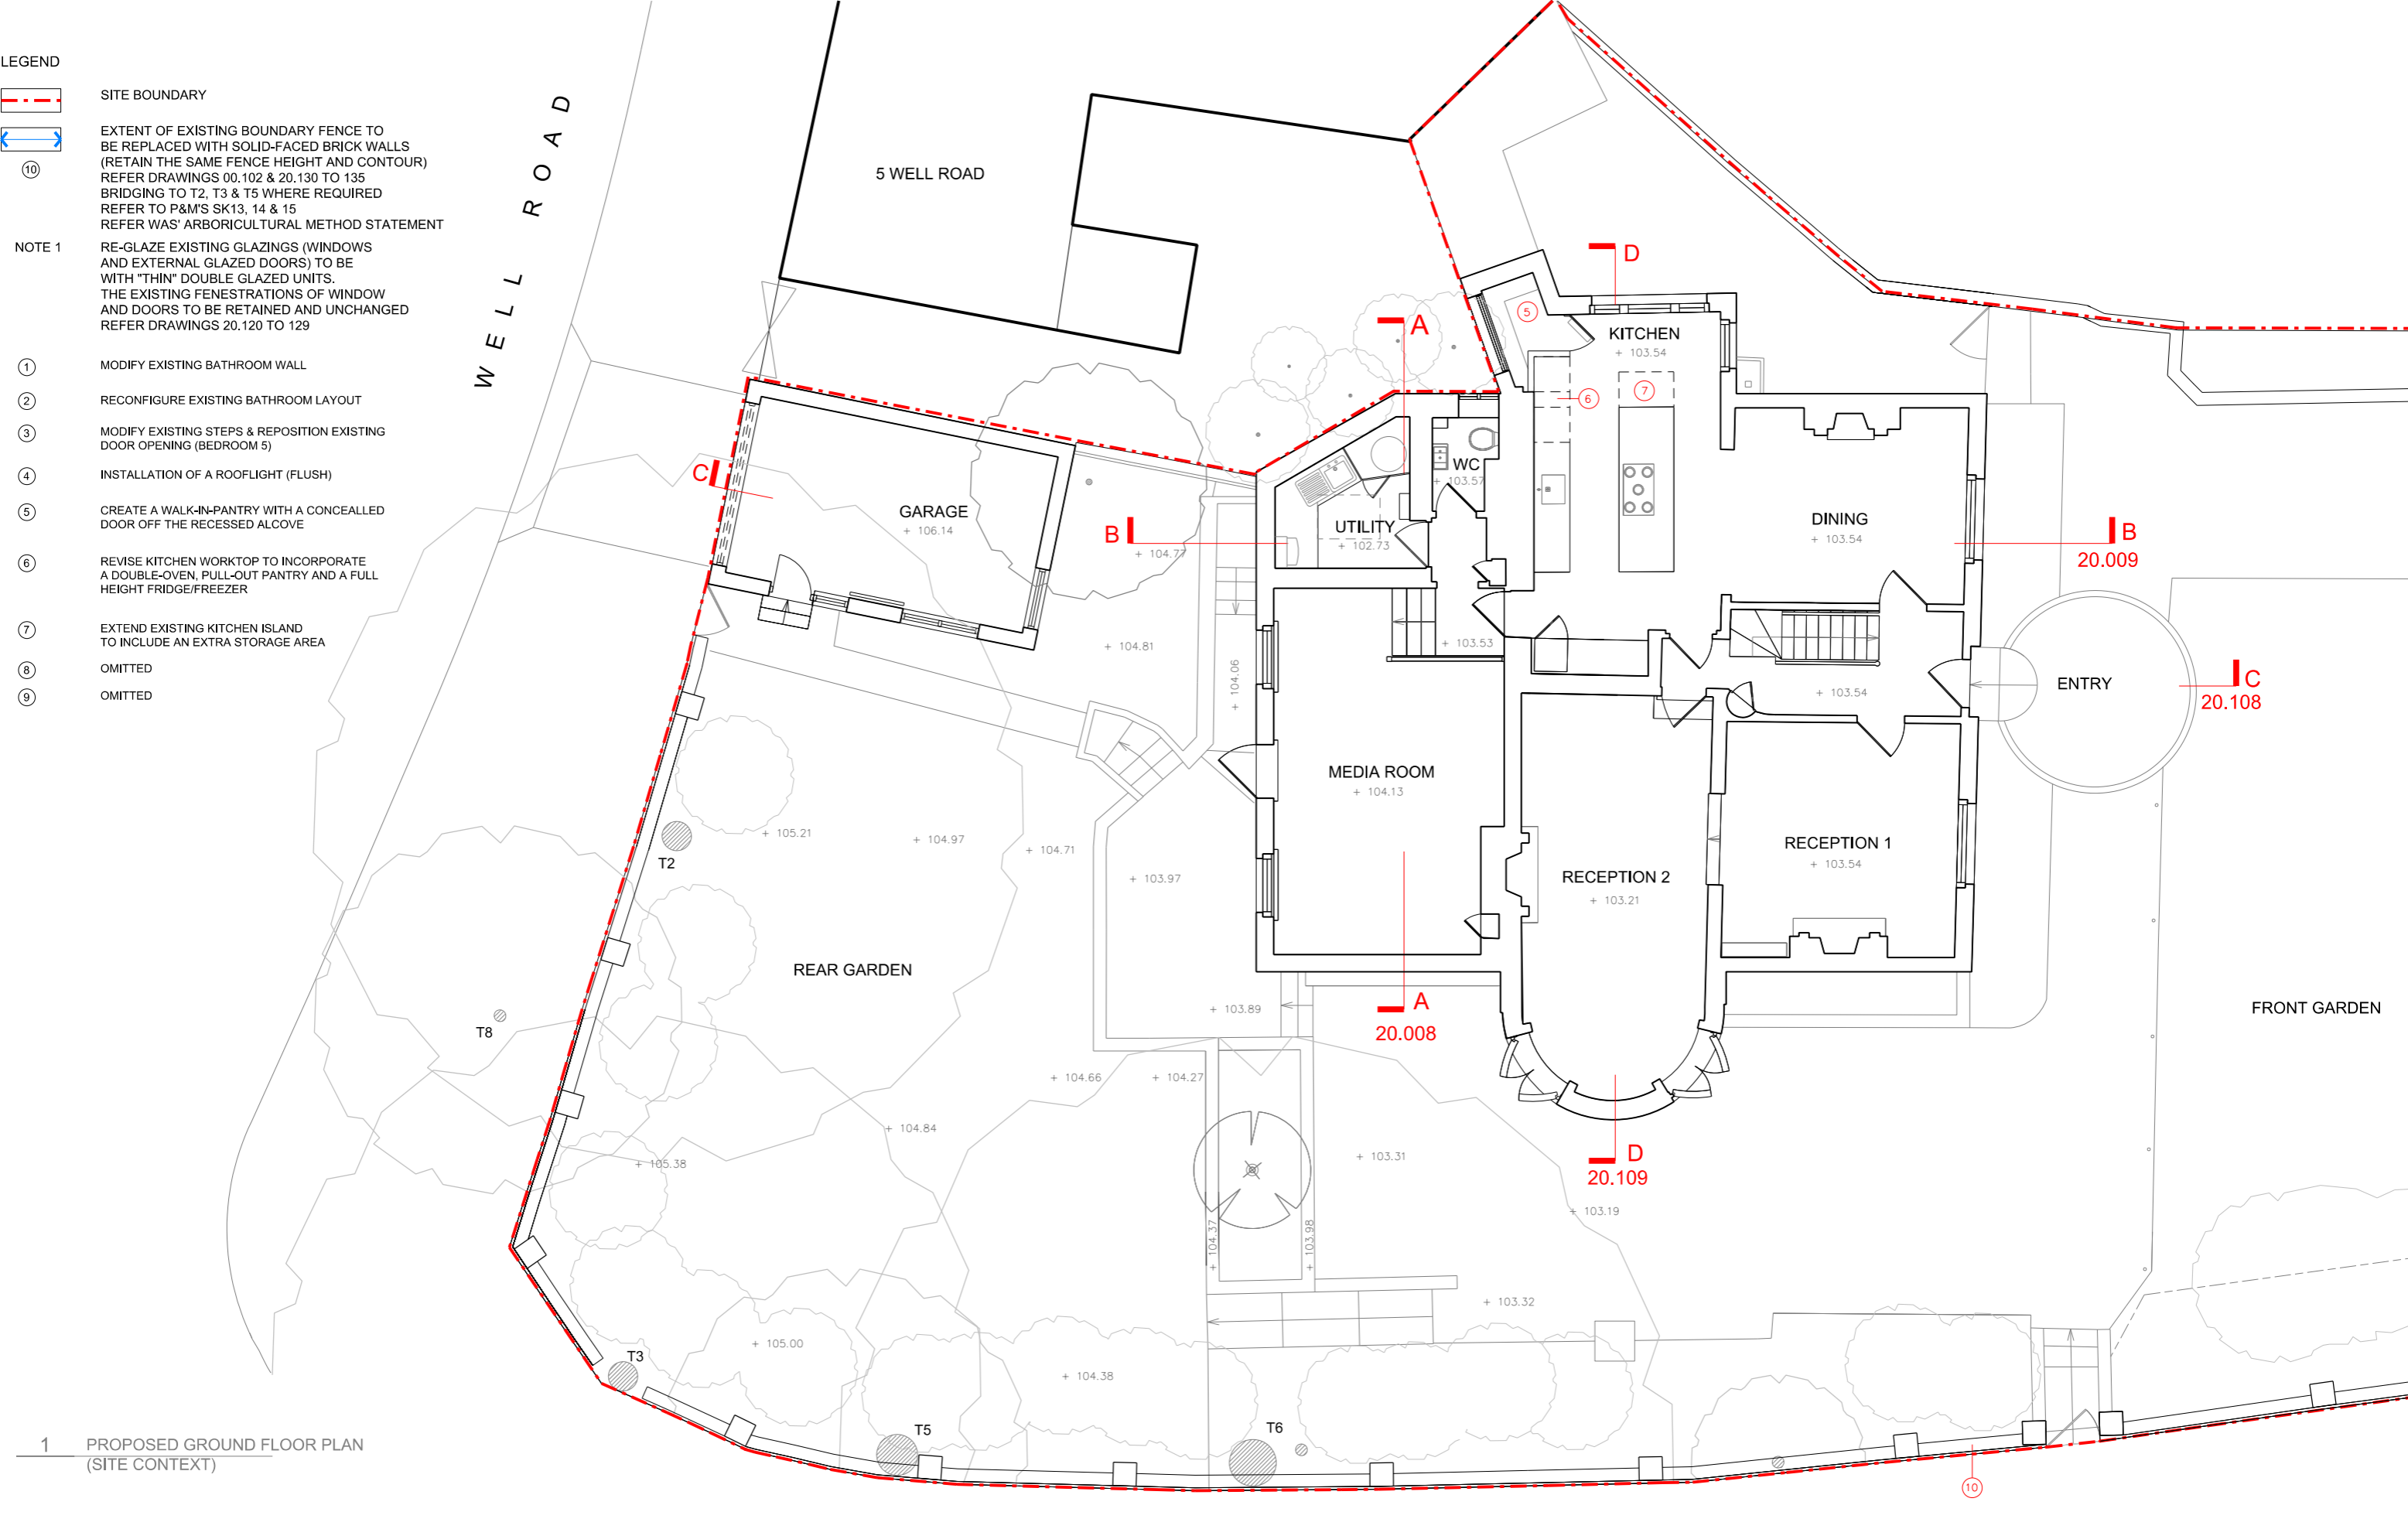 LEGEND
SITE BOUNDARY
EXTENT OF EXISTING BOUNDARY FENCE TO
BE REPLACED WITH SOLID-FACED BRICK WALLS
(RETAIN THE SAME FENCE HEIGHT AND CONTOUR)
10
REFER DRAWINGS 00.102 & 20.130 TO 135
BRIDGING TO T2, T3 & T5 WHERE REQUIRED
REFER TO P&M'S SK13, 14 & 15
REFER WAS' ARBORICULTURAL METHOD STATEMENT
NOTE 1
RE-GLAZE EXISTING GLAZINGS (WINDOWS
AND EXTERNAL GLAZED DOORS) TO BE
WITH "THIN" DOUBLE GLAZED UNITS.
THE EXISTING FENESTRATIONS OF WINDOW
AND DOORS TO BE RETAINED AND UNCHANGED
REFER DRAWINGS 20.120 TO 129
1
MODIFY EXISTING BATHROOM WALL
2
RECONFIGURE EXISTING BATHROOM LAYOUT
3
MODIFY EXISTING STEPS & REPOSITION EXISTING
DOOR OPENING (BEDROOM 5)
4
INSTALLATION OF A ROOFLIGHT (FLUSH)
5
CREATE A WALK-IN-PANTRY WITH A CONCEALLED
DOOR OFF THE RECESSED ALCOVE
6
REVISE KITCHEN WORKTOP TO INCORPORATE
A DOUBLE-OVEN, PULL-OUT PANTRY AND A FULL
HEIGHT FRIDGE/FREEZER
7
EXTEND EXISTING KITCHEN ISLAND
TO INCLUDE AN EXTRA STORAGE AREA
8
OMITTED
9
OMITTED
WELL ROAD
5 WELL ROAD
D
A
5
KITCHEN
+ 103.54
6
7
C
GARAGE
+ 106.14
B
+ 104.77
UTILITY
+ 102.73
WC
+ 103.57
DINING
+ 103.54
B
20.009
+ 104.81
+ 104.06
+ 103.53
+ 103.54
ENTRY
C
20.108
MEDIA ROOM
+ 104.13
RECEPTION 1
+ 103.54
RECEPTION 2
+ 103.21
T2
+ 105.21
+ 104.97
+ 104.71
+ 103.97
REAR GARDEN
+ 103.89
A
20.008
FRONT GARDEN
T8
+ 104.66
+ 104.27
+ 104.84
+ 105.38
+ 103.31
D
20.109
+ 103.19
+ 104.37
+ 103.98
+ 103.32
+ 105.00
T3
+ 104.38
T5
T6
10
1
PROPOSED GROUND FLOOR PLAN
(SITE CONTEXT)